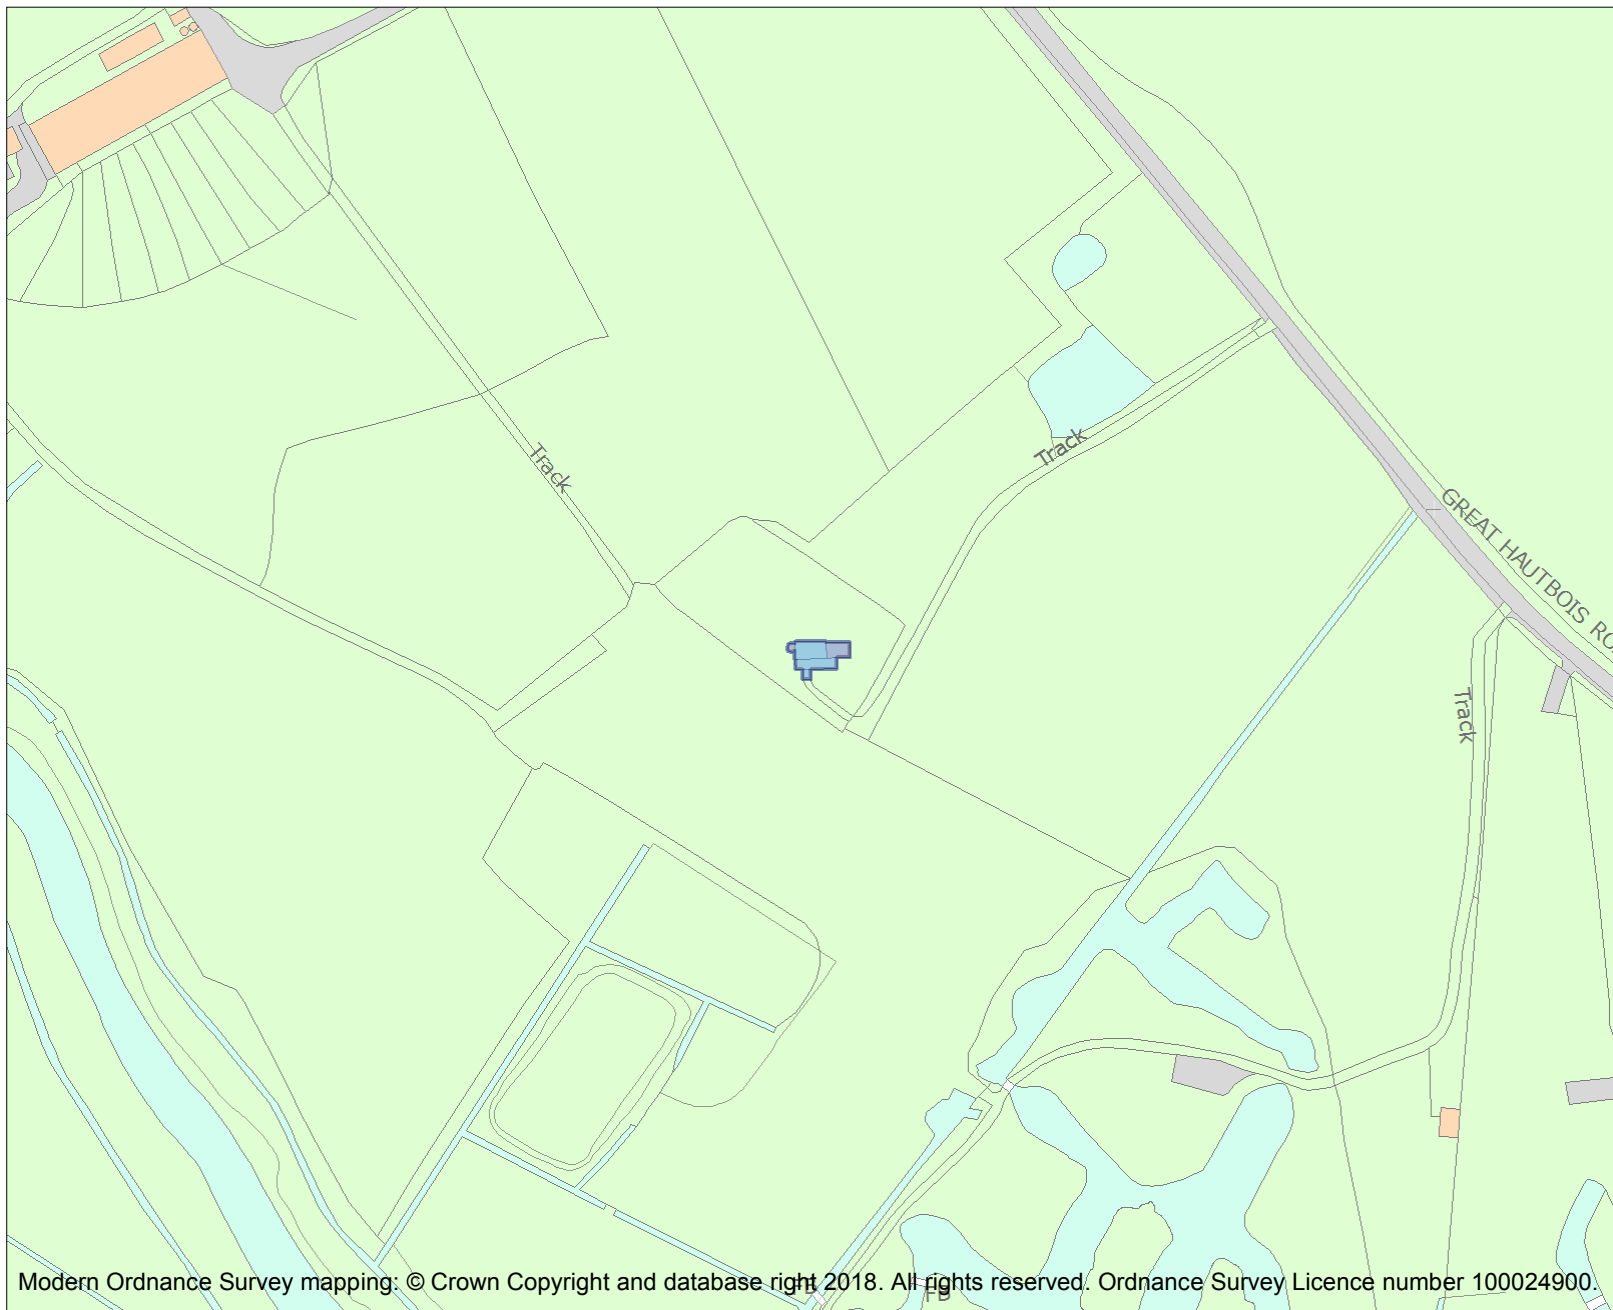 Track
Track
GREAT HAUTBOIS RO
Track
FB
FB
Modern Ordnance Survey mapping: © Crown Copyright and database right 2018. All rights reserved. Ordnance Survey Licence number 100024900.